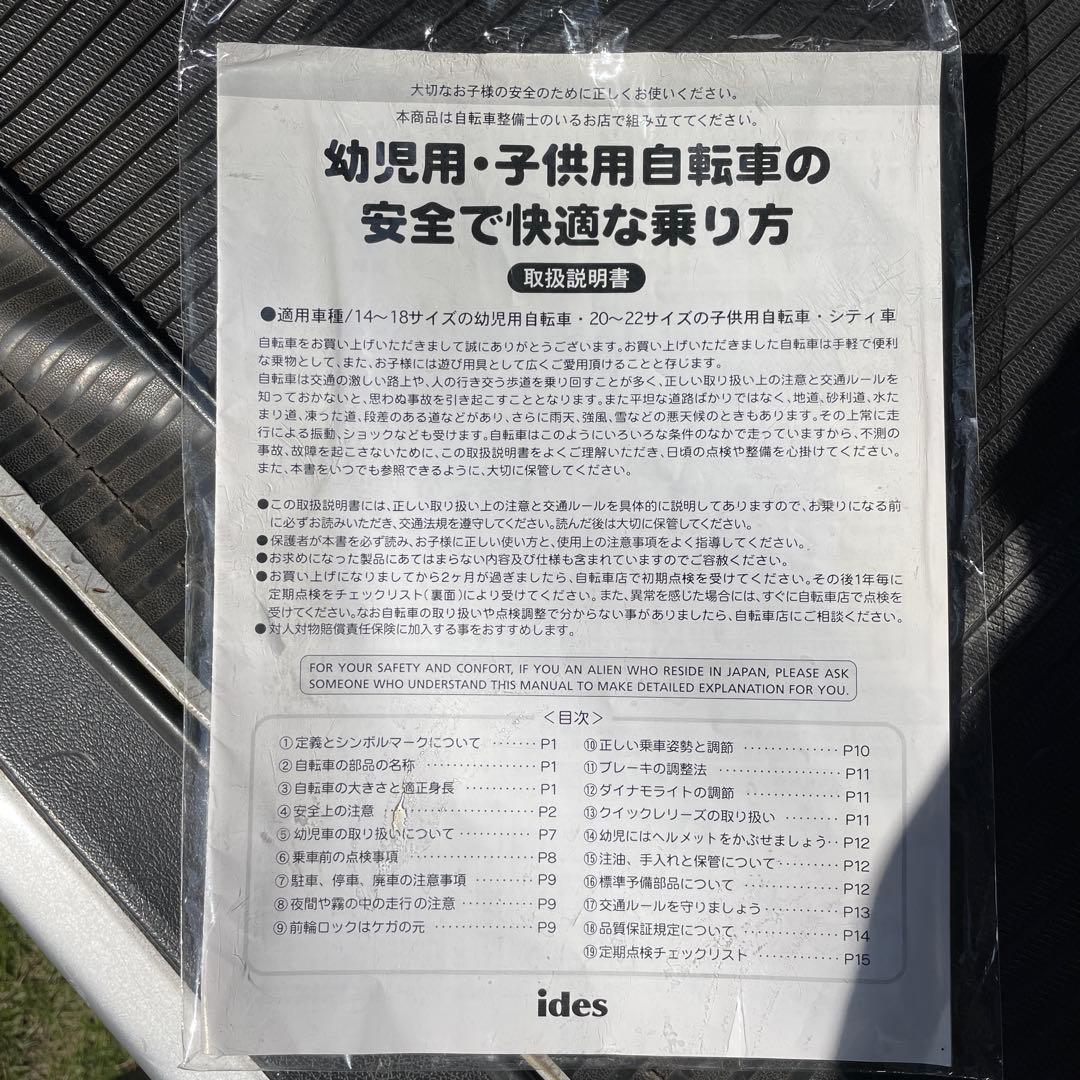 大切なお子様の安全のために正しくお使いください。
本商品は自転車整備士のいるお店で組み立ててください。
幼児用・子供用自転車の
安全で快適な乗り方
取扱説明書
●適用車種/14〜18サイズの幼児用自転車・20〜22サイズの子供用自転車・シティ車
自転車をお買い上げいただきまして誠にありがとうございます。お買い上げいただきました自転車は手軽で便利
な乗物として、また、お子様には遊び用具として広くご愛用頂けることと存じます。
自転車は交通の激しい路上や、人の行き交う歩道を乗り回すことが多く、正しい取り扱い上の注意と交通ルールを
知っておかないと、思わぬ事故を引き起こすこととなります。また平坦な道路ばかりではなく、地道、砂利道、水た
まり道、凍った道、段差のある道などがあり、さらに雨天、強風、雪などの悪天候のときもあります。その上常に走
行による振動、ショックなども受けます。自転車はこのようにいろいろな条件のなかで走っていますから、不測の
事故、故障を起こさないために、この取扱説明書をよくご理解いただき、日頃の点検や整備を心掛けてください。
また、本書をいつでも参照できるように、大切に保管してください。
●この取扱説明書には、正しい取り扱い上の注意と交通ルールを具体的に説明してありますので、お乗りになる前
に必ずお読みいただき、交通法規を遵守してください。読んだ後は大切に保管してください。
●保護者が本書を必ず読み、お子様に正しい使い方と、使用上の注意事項をよく指導してください。
●お求めになった製品にあてはまらない内容及び仕様も含まれていますのでご容赦ください。
●お買い上げになりましてから2ヶ月が過ぎましたら、自転車店で初期点検を受けてください。その後1年毎に
定期点検をチェックリスト(裏面)により受けてください。また、異常を感じた場合には、すぐに自転車店で点検を
受けてください。なお自転車の取り扱いや点検調整で分からない事がありましたら、自転車店にご相談ください。
●対人対物賠償責任保険に加入する事をおすすめします。
FOR YOUR SAFETY AND CONFORT, IF YOU AN ALIEN WHO RESIDE IN JAPAN, PLEASE ASK
SOMEONE WHO UNDERSTAND THIS MANUAL TO MAKE DETAILED EXPLANATION FOR YOU.
<目次>
①定義とシンボルマークについて ······· P1
②自転車の部品の名称 ·············· P1
③自転車の大きさと適正身長 ·········· P1
④安全上の注意 ·················· P2
⑤幼児車の取り扱いについて ·········· P7
⑥乗車前の点検事項 ················ P8
⑦駐車、停車、廃車の注意事項 ········· P9
⑧夜間や霧の中の走行の注意 ·········· P9
⑨前輪ロックはケガの元 ············· P9
⑩正しい乗車姿勢と調節 ·············· P10
⑪ブレーキの調整法 ················· P11
⑫ダイナモライトの調節 ·············· P11
⑬クイックレリーズの取り扱い ········ P11
⑭幼児にはヘルメットをかぶせましょう·· P12
⑮注油、手入れと保管について········· P12
⑯標準予備部品について ·············· P12
⑰交通ルールを守りましょう··········· P13
⑱品質保証規定について ·············· P14
⑲定期点検チェックリスト ············ P15
ides